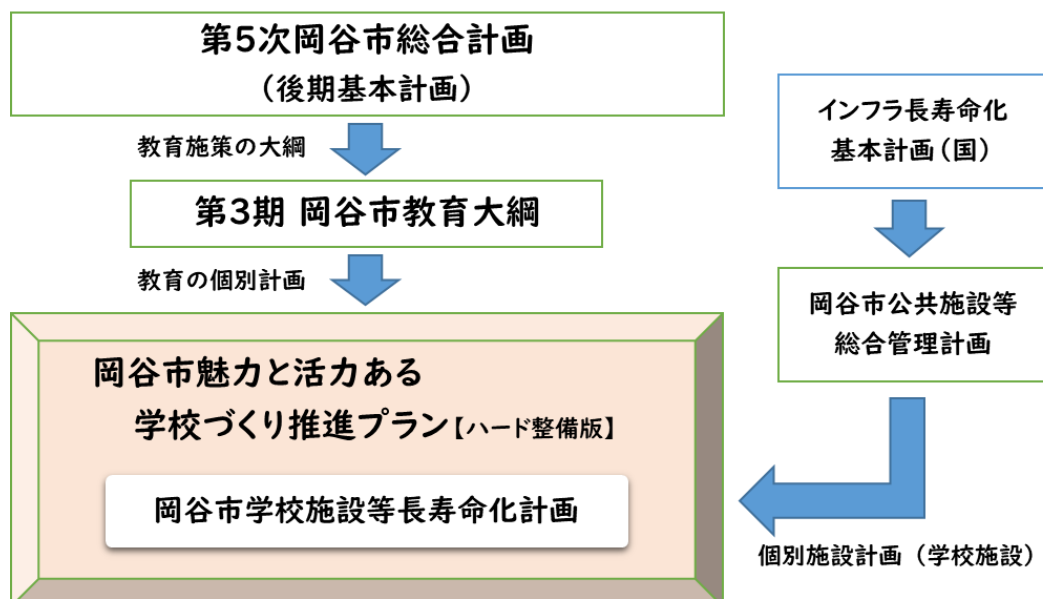 第5次岡谷市総合計画
（後期基本計画）
教育施策の大綱
第3期 岡谷市教育大綱
教育の個別計画
岡谷市魅力と活力ある
学校づくり推進プラン【ハード整備版】
岡谷市学校施設等長寿命化計画
インフラ長寿命化
基本計画（国）
岡谷市公共施設等
総合管理計画
個別施設計画（学校施設）